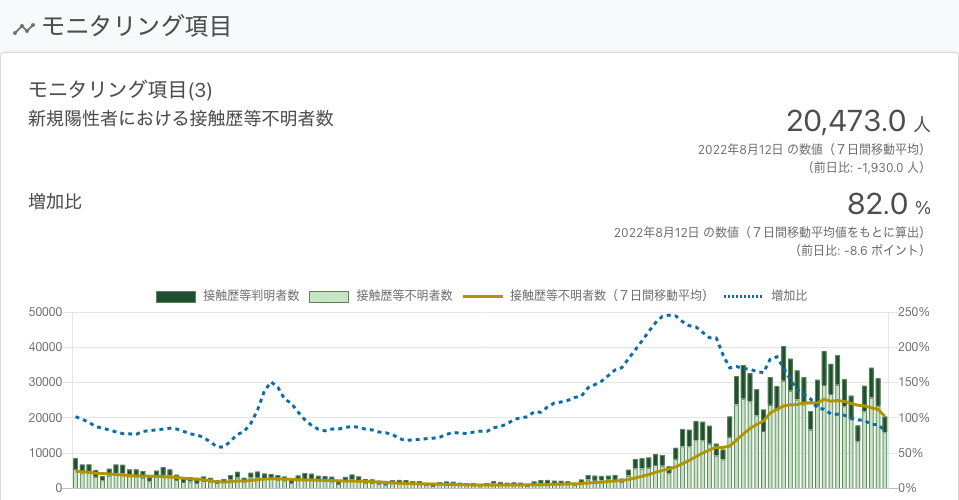 モニタリング項目
モニタリング項目(3)
新規陽性者における接触歴等不明者数
20,473.0 人
2022年8月12日 の数値（７日間移動平均）
（前日比: -1,930.0 人）
増加比
82.0 %
2022年8月12日 の数値（７日間移動平均値をもとに算出）
（前日比: -8.6 ポイント）
接触歴等判明者数 接触歴等不明者数 接触歴等不明者数（７日間移動平均） 増加比
50000 250%
40000 200%
30000 150%
20000 100%
10000 50%
0 0%